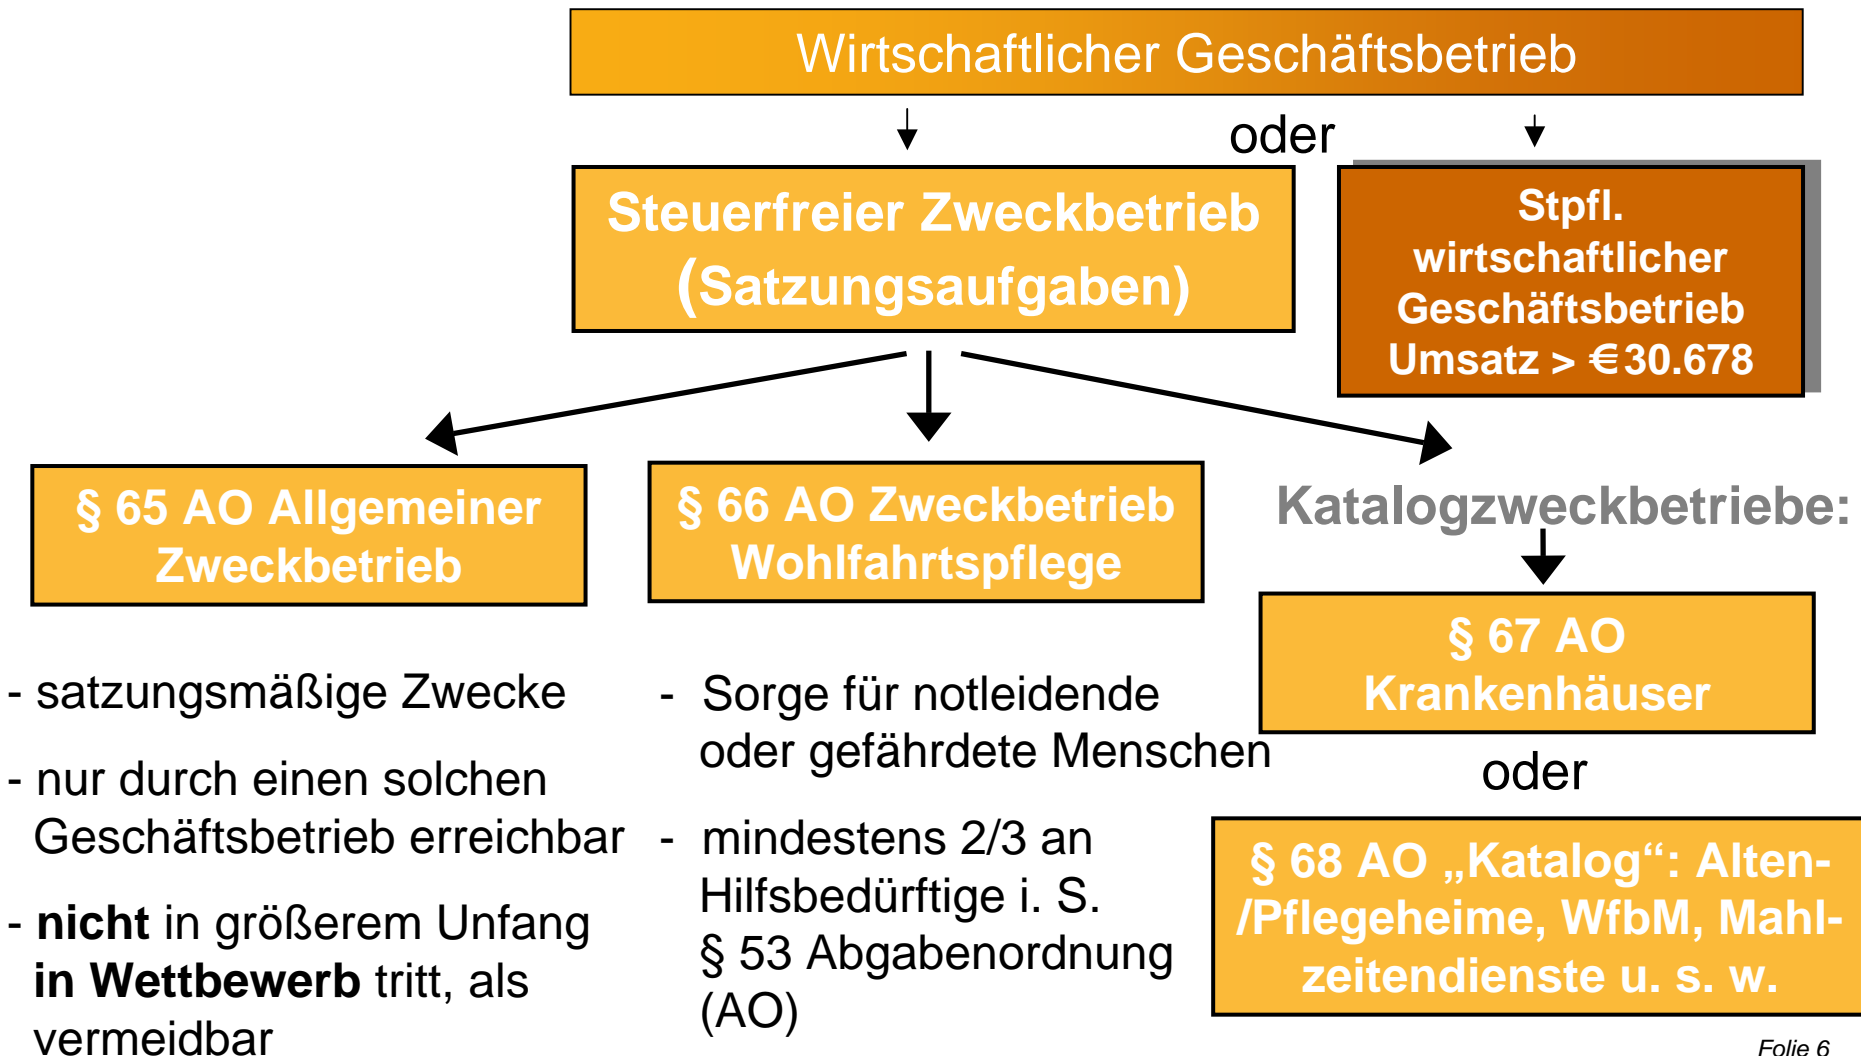 Wirtschaftlicher Geschäftsbetrieb
oder
Steuerfreier Zweckbetrieb
(Satzungsaufgaben)
Stpfl.
wirtschaftlicher
Geschäftsbetrieb
Umsatz > € 30.678
§ 65 AO Allgemeiner
Zweckbetrieb
- satzungsmäßige Zwecke
- nur durch einen solchen
Geschäftsbetrieb erreichbar
- nicht in größerem Unfang
in Wettbewerb tritt, als
vermeidbar
§ 66 AO Zweckbetrieb
Wohlfahrtspflege
- Sorge für notleidende
oder gefährdete Menschen
- mindestens 2/3 an
Hilfsbedürftige i. S.
§ 53 Abgabenordnung
(AO)
Katalogzweckbetriebe:
§ 67 AO
Krankenhäuser
oder
§ 68 AO „Katalog“: Alten-
/Pflegeheime, WfbM, Mahl-
zeitendienste u. s. w.
Folie 6